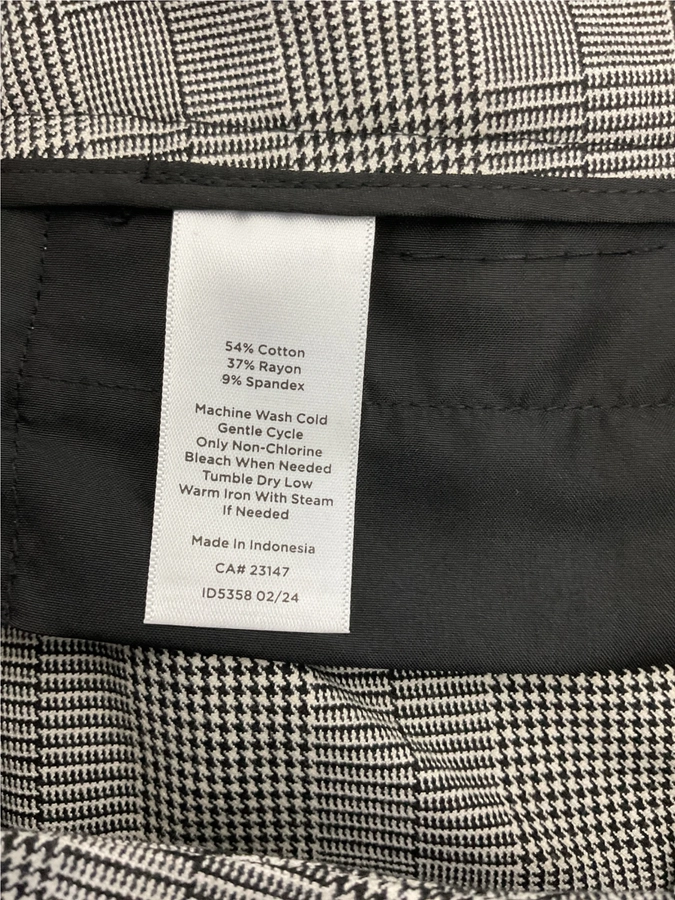 54% Cotton
37% Rayon
9% Spandex
Machine Wash Cold
Gentle Cycle
Only Non-Chlorine
Bleach When Needed
Tumble Dry Low
Warm Iron With Steam
If Needed
Made In Indonesia
CA# 23147
ID5358 02/24